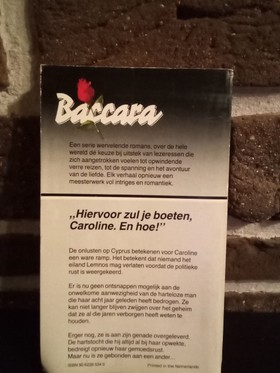 Baccara
Een serie wervelende romans, over de hele
wereld de keuze bij uitstek van lezeressen die
zich aangetrokken voelen tot opwindende
verre reizen, tot de spanning en het avontuur
van de liefde. Elk verhaal opnieuw een
meesterwerk vol intriges en romantiek.
,,Hiervoor zul je boeten,
Caroline. En hoe!"
De onlusten op Cyprus betekenen voor Caroline
een ware ramp. Het betekent dat niemand het
eiland Lemnos mag verlaten voordat de politieke
rust is weergekeerd.
Er is nu geen ontsnappen mogelijk aan de
onwelkome aanwezigheid van de harteloze man
die haar acht jaar geleden heeft bedrogen. Ze
kan niet langer blijven zwijgen over het geheim
dat ze al die jaren verborgen heeft weten te
houden.
Erger nog, ze is aan zijn genade overgeleverd.
De hartstocht die hij altijd al bij haar opwekte,
bedreigt opnieuw haar gemoedsrust.
Maar nu is ze gebonden aan een ander...
Printed in the Netherlands